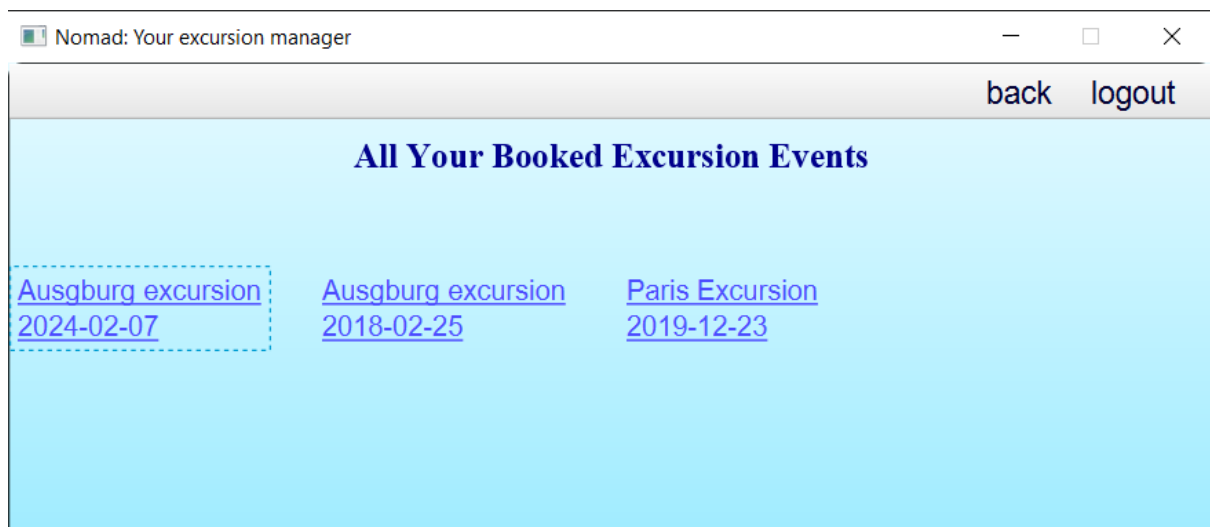 Nomad: Your excursion manager
back logout
All Your Booked Excursion Events
Ausgburg excursion
2024-02-07
Ausgburg excursion
2018-02-25
Paris Excursion
2019-12-23